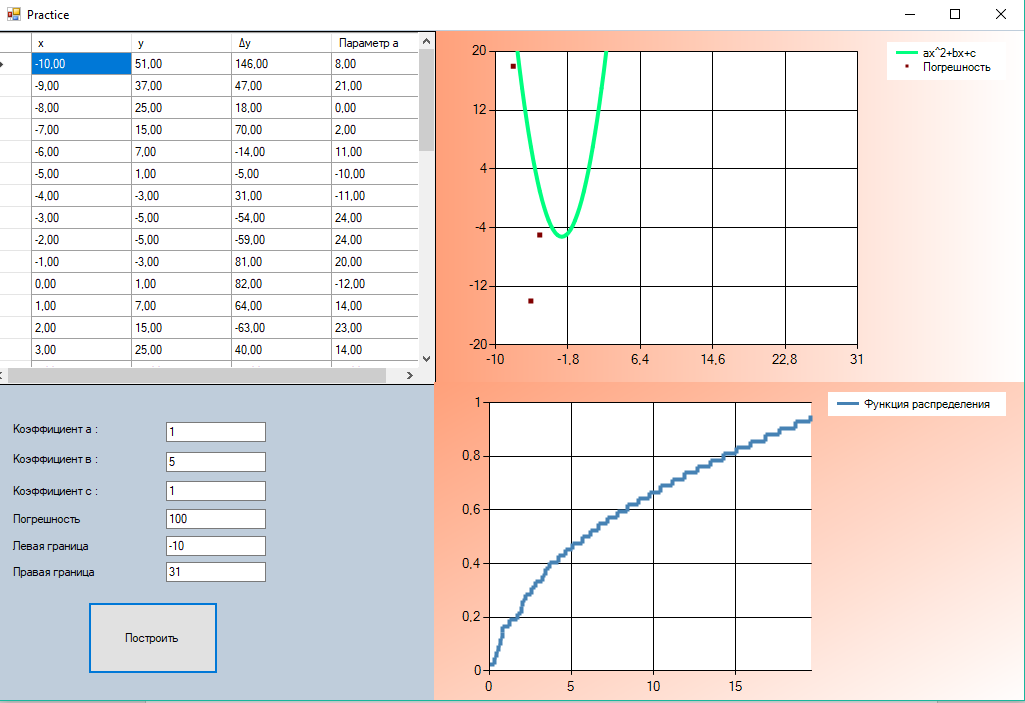 Practice
x y Δy Параметр a
-10,00 51,00 146,00 8,00
-9,00 37,00 47,00 21,00
-8,00 25,00 18,00 0,00
-7,00 15,00 70,00 2,00
-6,00 7,00 -14,00 11,00
-5,00 1,00 -5,00 -10,00
-4,00 -3,00 31,00 -11,00
-3,00 -5,00 -54,00 24,00
-2,00 -5,00 -59,00 24,00
-1,00 -3,00 81,00 20,00
0,00 1,00 82,00 -12,00
1,00 7,00 64,00 14,00
2,00 15,00 -63,00 23,00
3,00 25,00 40,00 14,00
20
12
4
-4
-12
-20
-10 -1,8 6,4 14,6 22,8 31
ax^2+bx+c
Погрешность
Коэффициент а : 1
Коэффициент в : 5
Коэффициент с : 1
Погрешность 100
Левая граница -10
Правая граница 31
Построить
1
0,8
0,6
0,4
0,2
0
0 5 10 15
Функция распределения